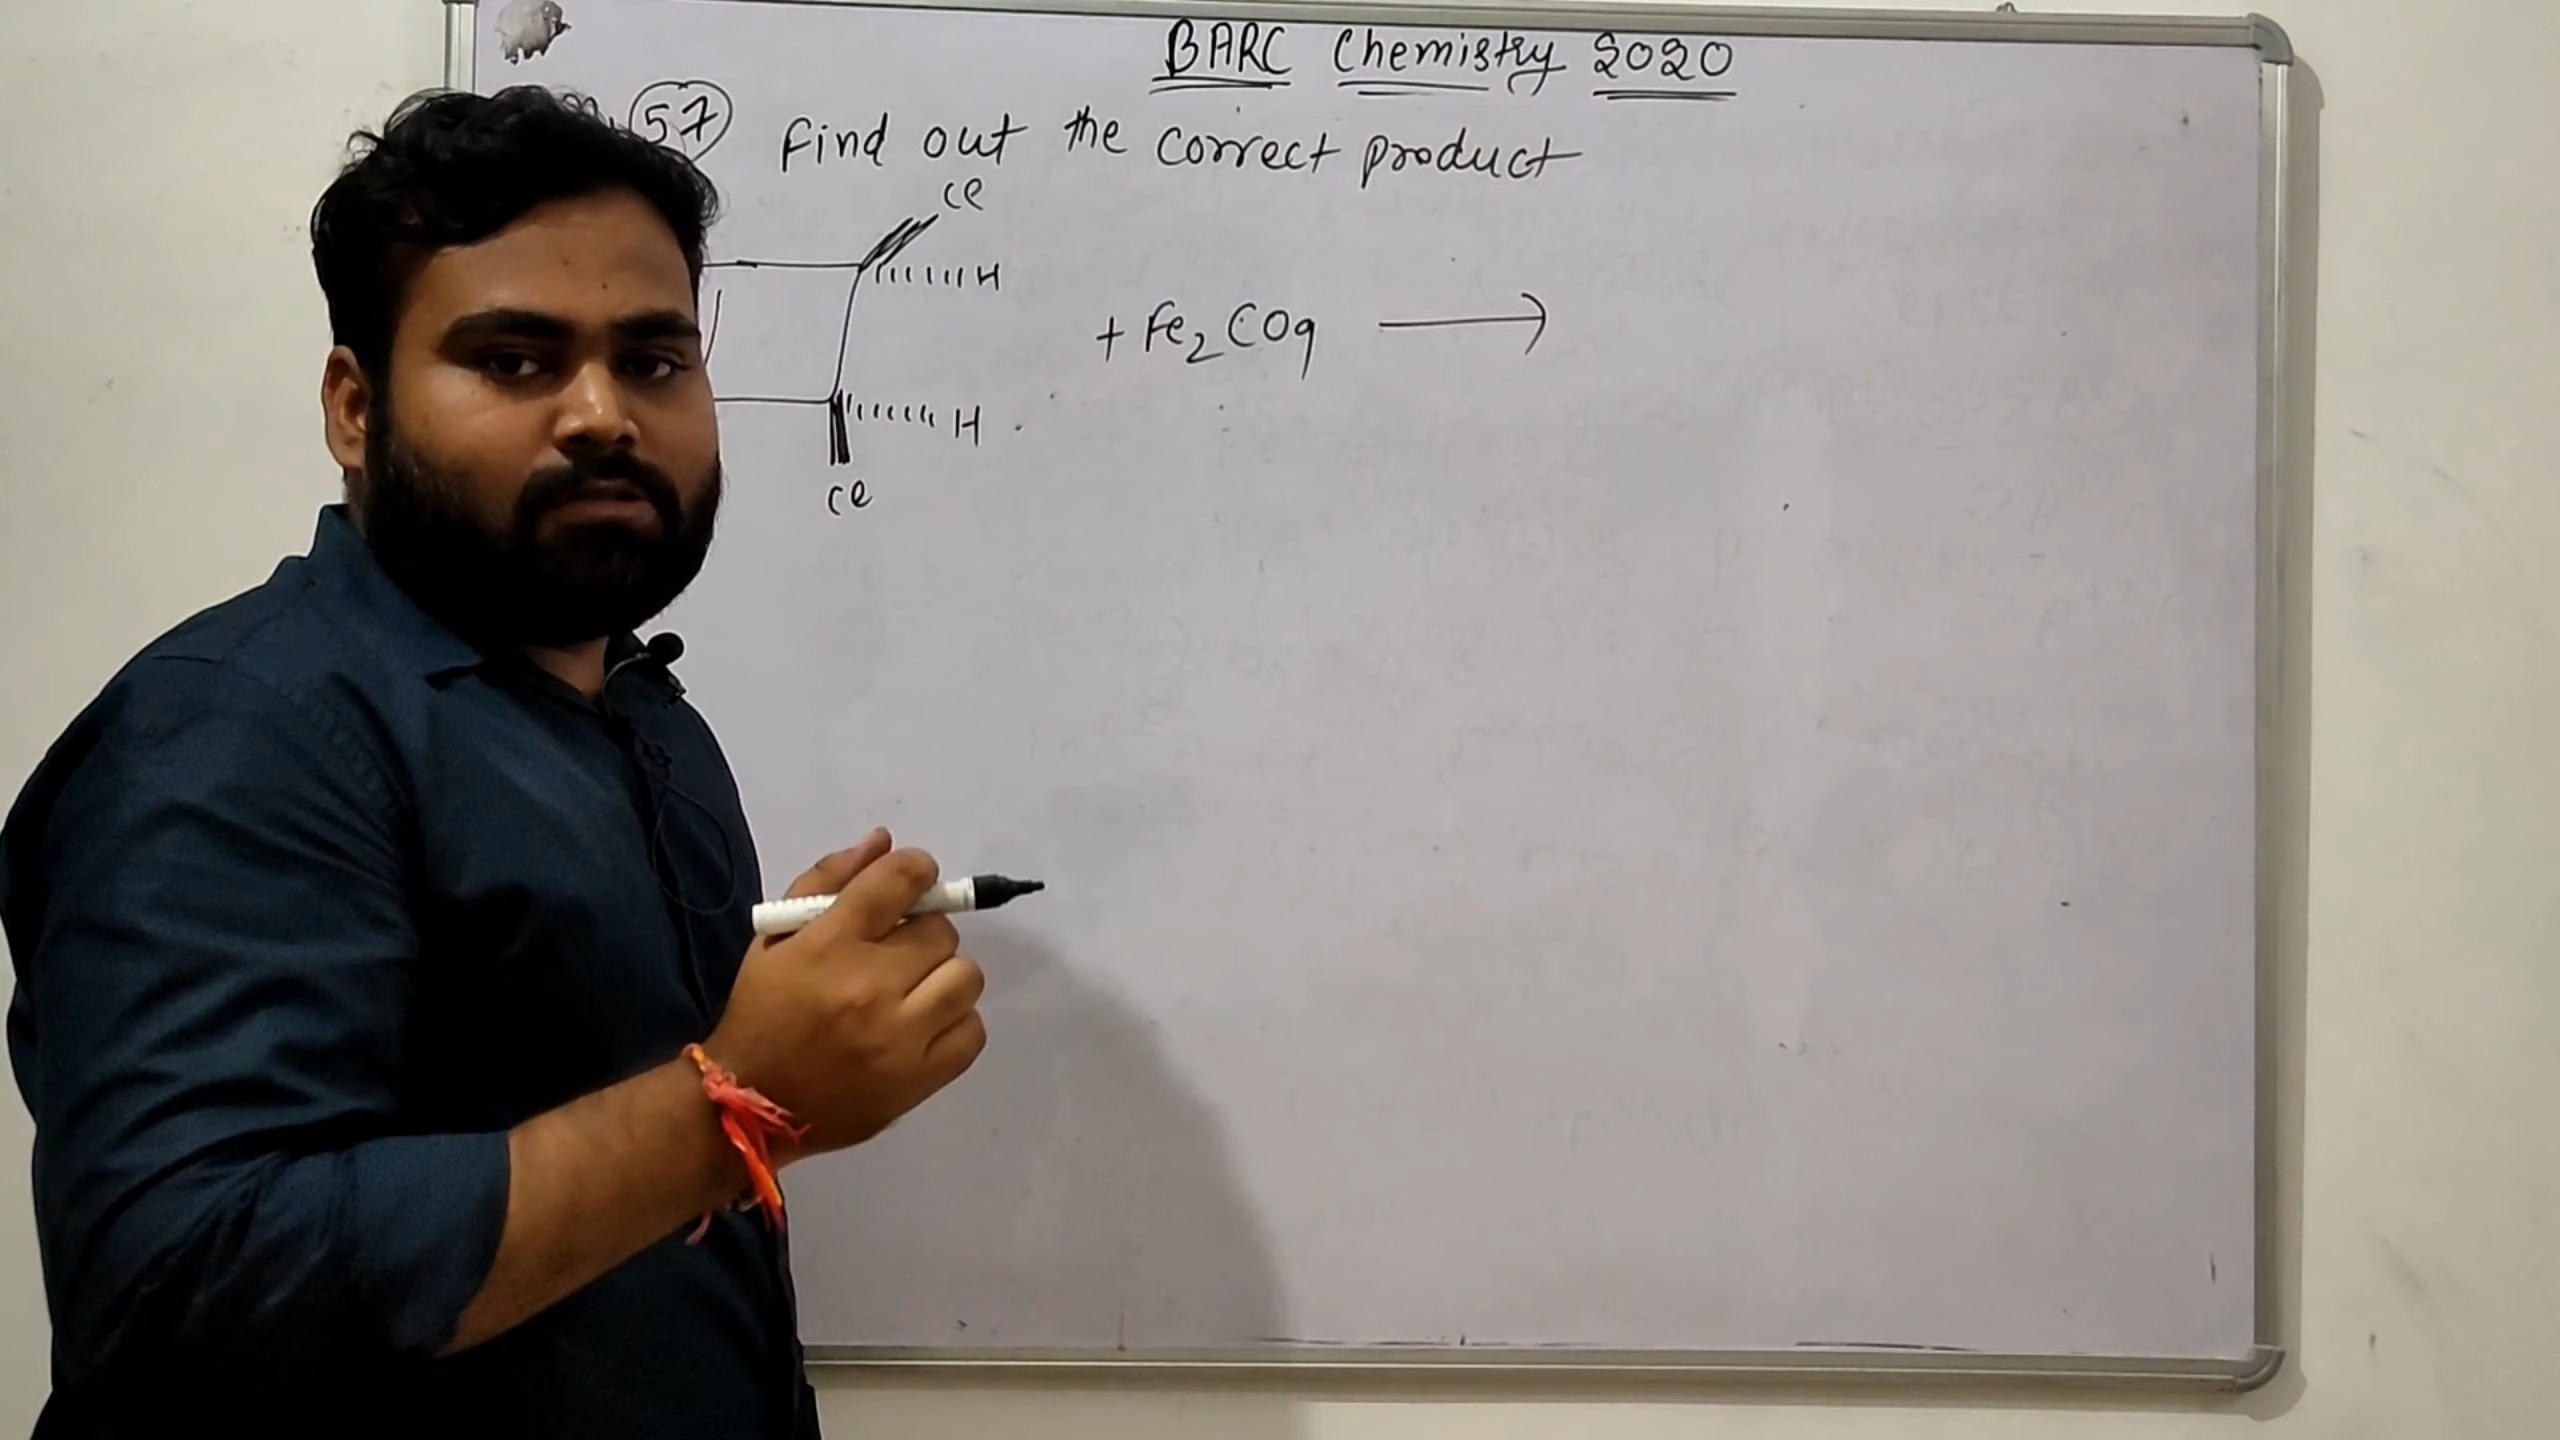 BARC Chemistry 2020
57 Find out the correct product
Cl
H
+ Fe2CO9
H
Cl